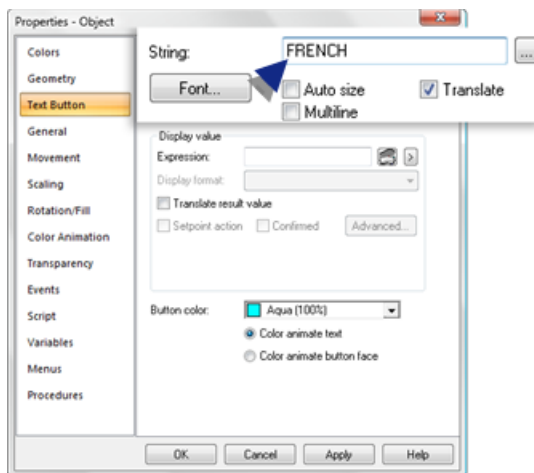 Properties - Object
Colors
Geometry
Text Button
General
Movement
Scaling
Rotation/Fill
Color Animation
Transparency
Events
Script
Variables
Menus
Procedures
String: FRENCH ...
Font... Auto size Translate
Multiline
Display value
Expression: >
Display format:
Translate result value
Setpoint action Confirmed Advanced...
Button color: Aqua (100%)
Color animate text
Color animate button face
OK Cancel Apply Help